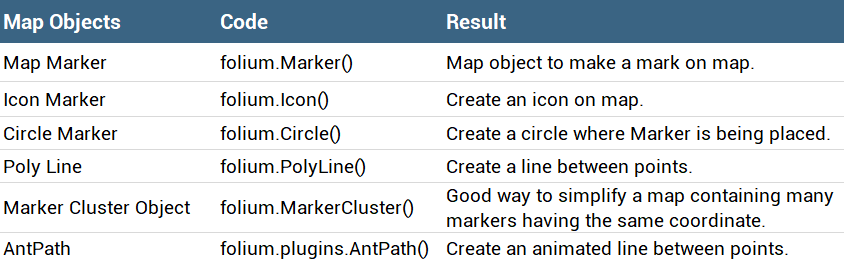 Map Objects Code Result
Map Marker folium.Marker() Map object to make a mark on map.
Icon Marker folium.Icon() Create an icon on map.
Circle Marker folium.Circle() Create a circle where Marker is being placed.
Poly Line folium.PolyLine() Create a line between points.
Marker Cluster Object folium.MarkerCluster() Good way to simplify a map containing many
markers having the same coordinate.
AntPath folium.plugins.AntPath() Create an animated line between points.